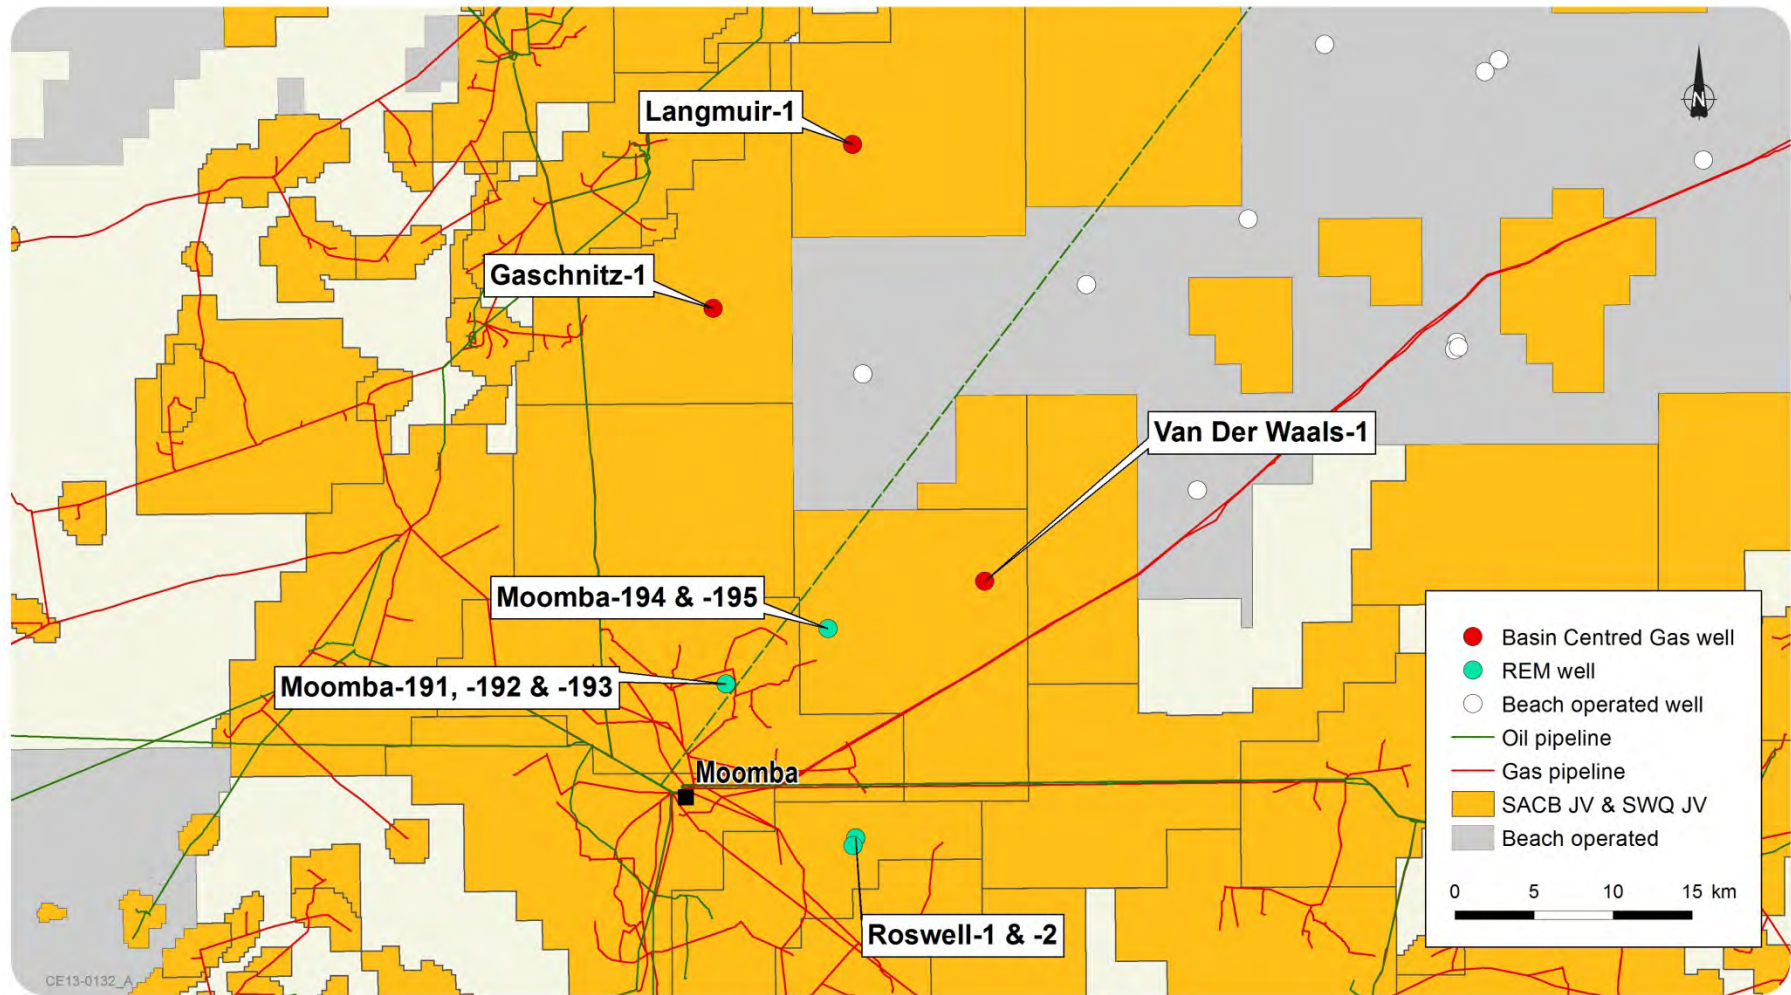 Langmuir-1
N
Gaschnitz-1
Van Der Waals-1
Moomba-194 & -195
Moomba-191, -192 & -193
Moomba
Roswell-1 & -2
Basin Centred Gas well
REM well
Beach operated well
Oil pipeline
Gas pipeline
SACB JV & SWQ JV
Beach operated
0 5 10 15 km
CE13-0132_A